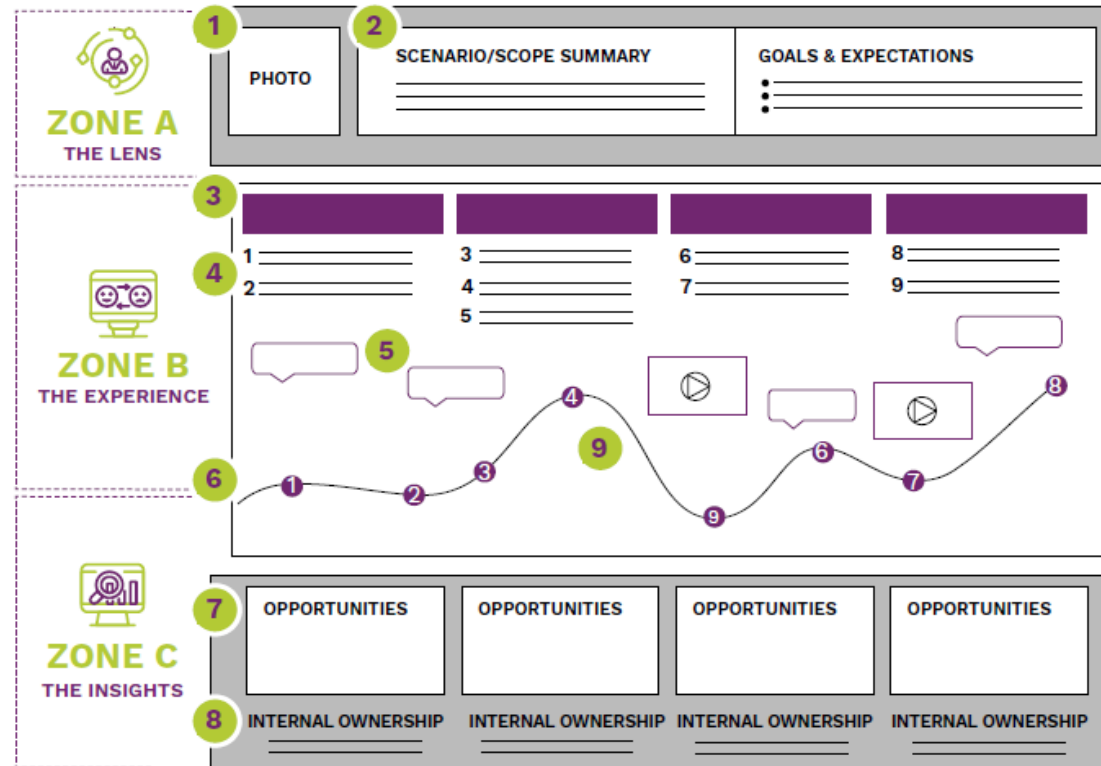 1
2
PHOTO
SCENARIO/SCOPE SUMMARY
GOALS & EXPECTATIONS
ZONE A
THE LENS
3
4
1
2
3
4
5
6
7
8
9
5
ZONE B
THE EXPERIENCE
6
9
1
2
3
4
9
6
7
8
ZONE C
THE INSIGHTS
7
OPPORTUNITIES
OPPORTUNITIES
OPPORTUNITIES
OPPORTUNITIES
8
INTERNAL OWNERSHIP
INTERNAL OWNERSHIP
INTERNAL OWNERSHIP
INTERNAL OWNERSHIP